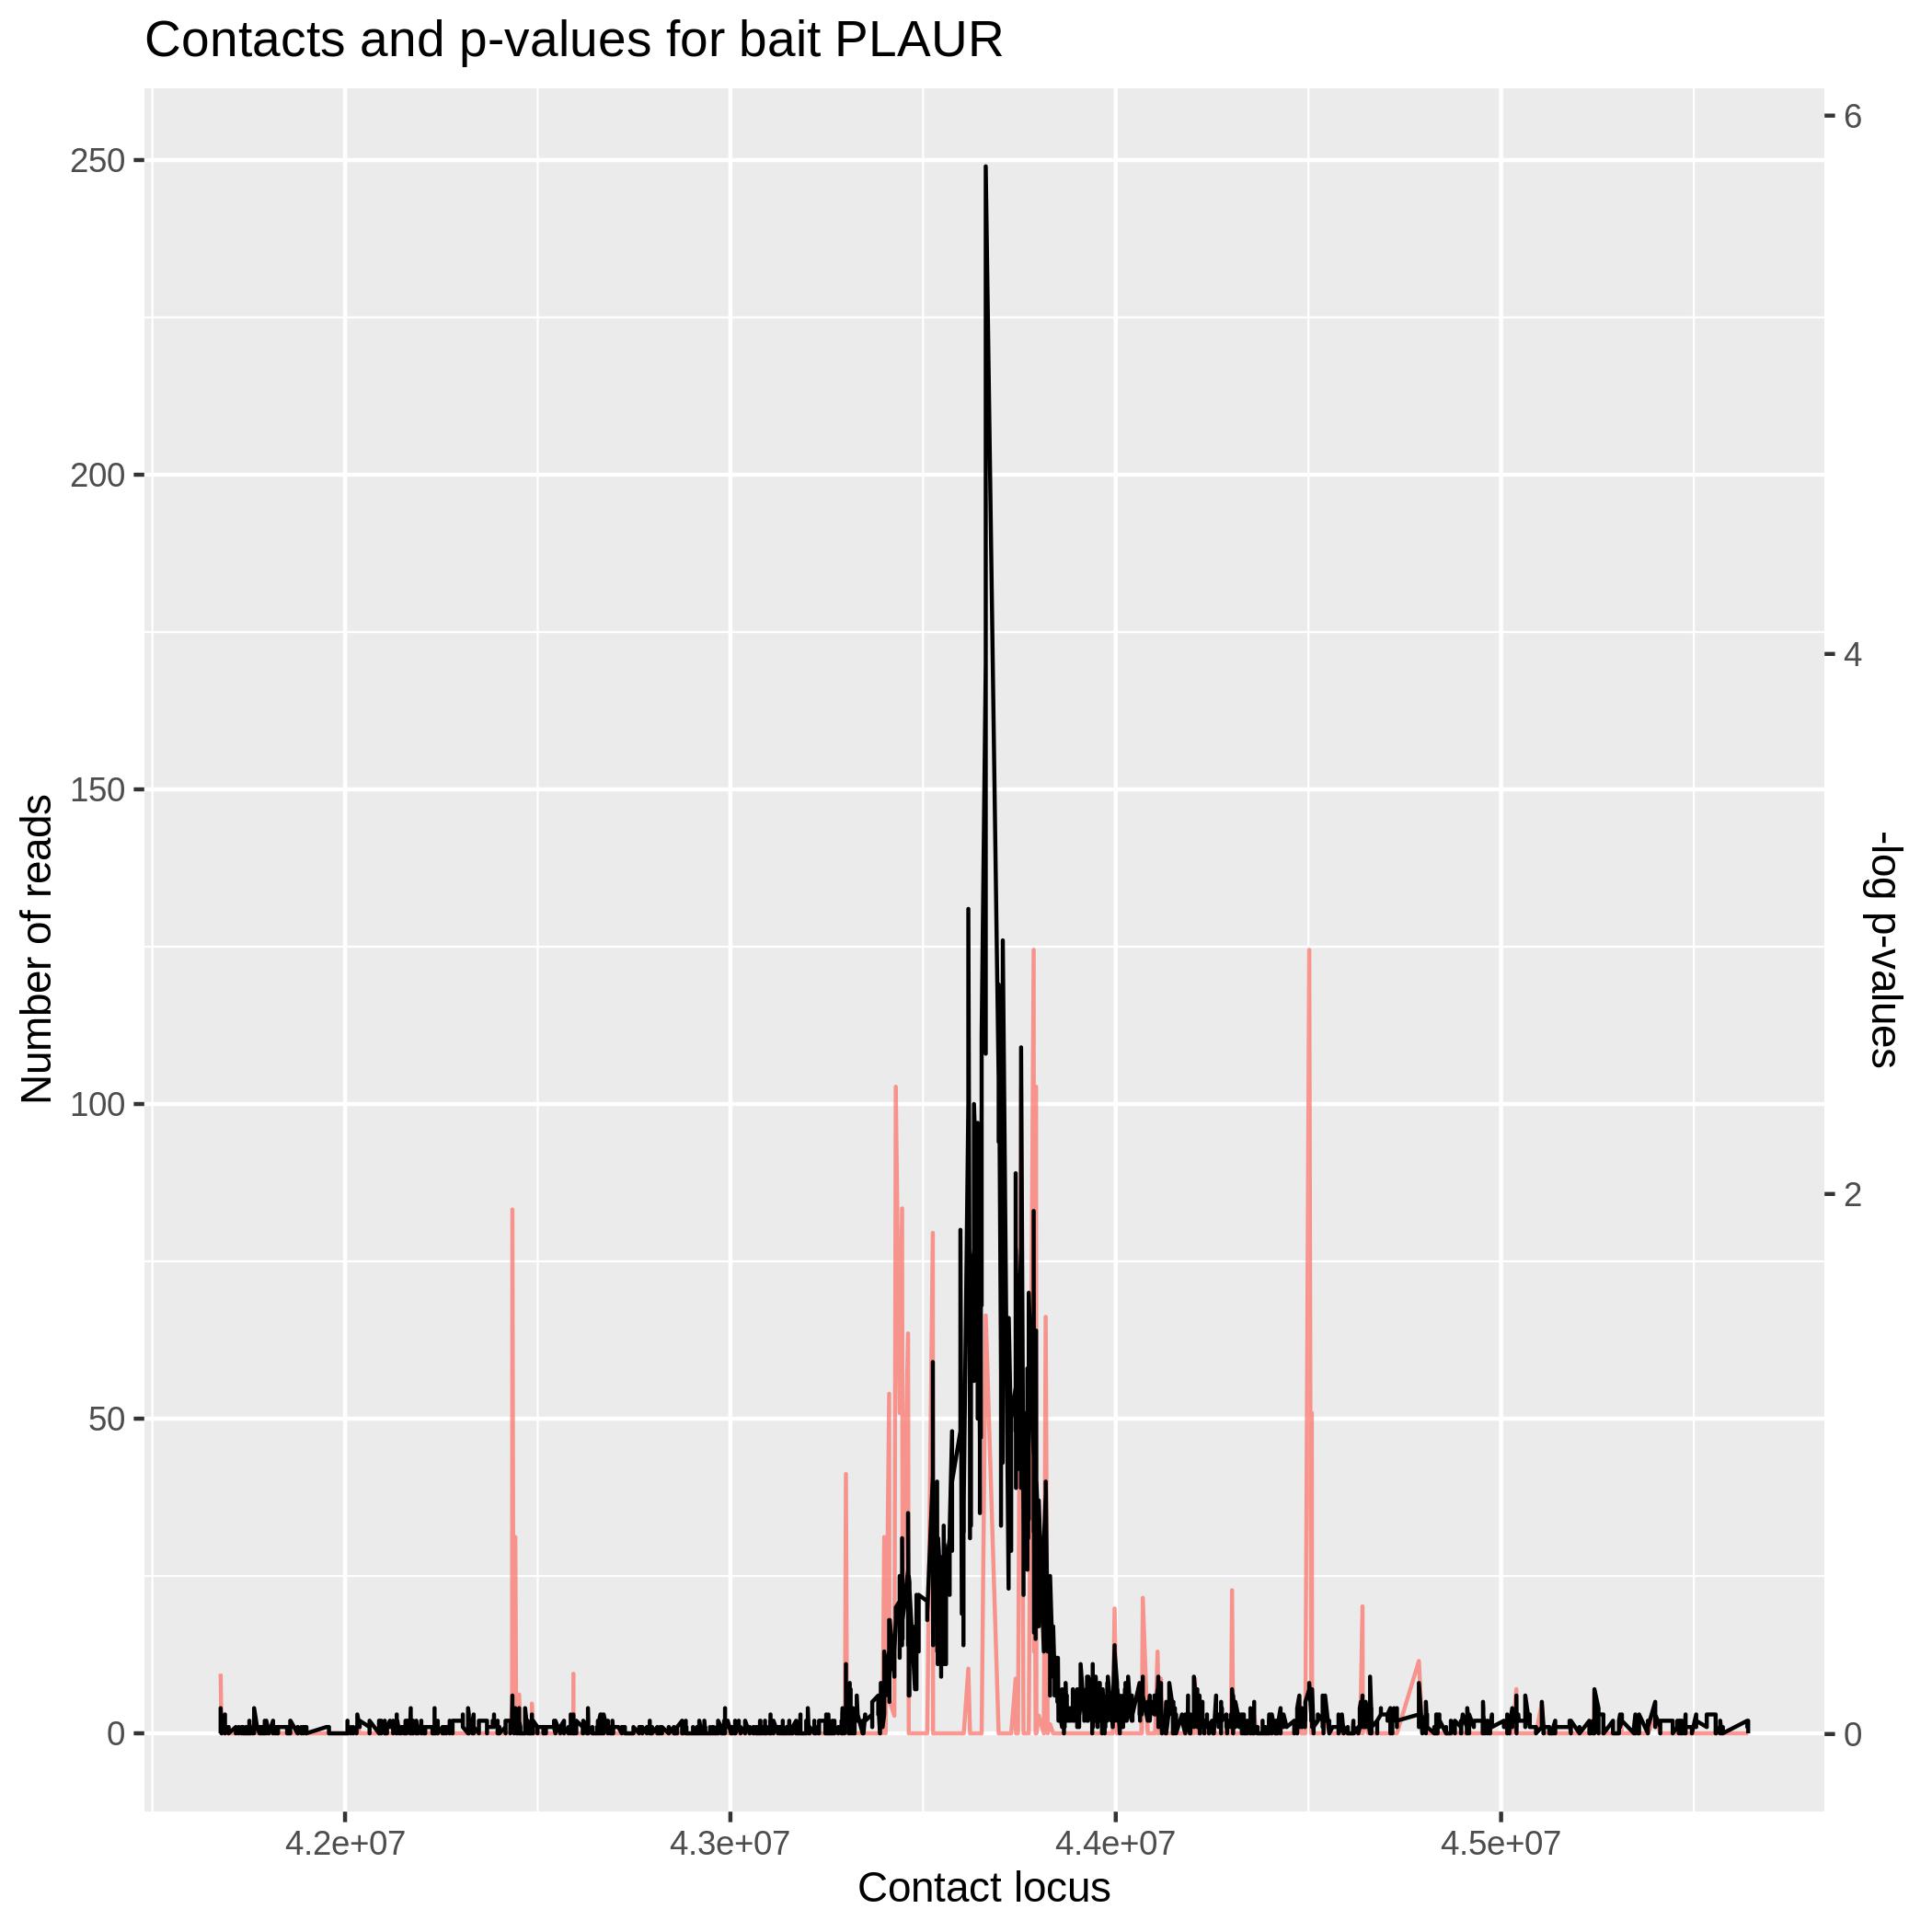 Contacts and p-values for bait PLAUR
250
200
150
100
50
0
6
4
2
0
Number of reads
-log p-values
4.2e+07 4.3e+07 4.4e+07 4.5e+07
Contact locus